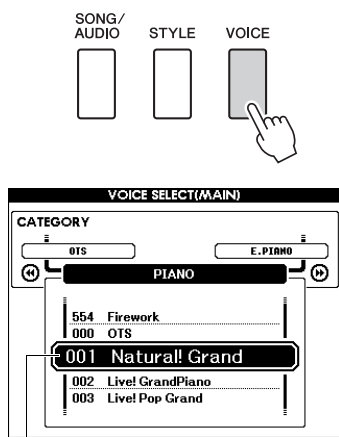 SONG/
AUDIO
STYLE
VOICE
VOICE SELECT(MAIN)
CATEGORY
OTS
E.PIANO
PIANO
554 Firework
000 OTS
001 Natural! Grand
002 Live! GrandPiano
003 Live! Pop Grand